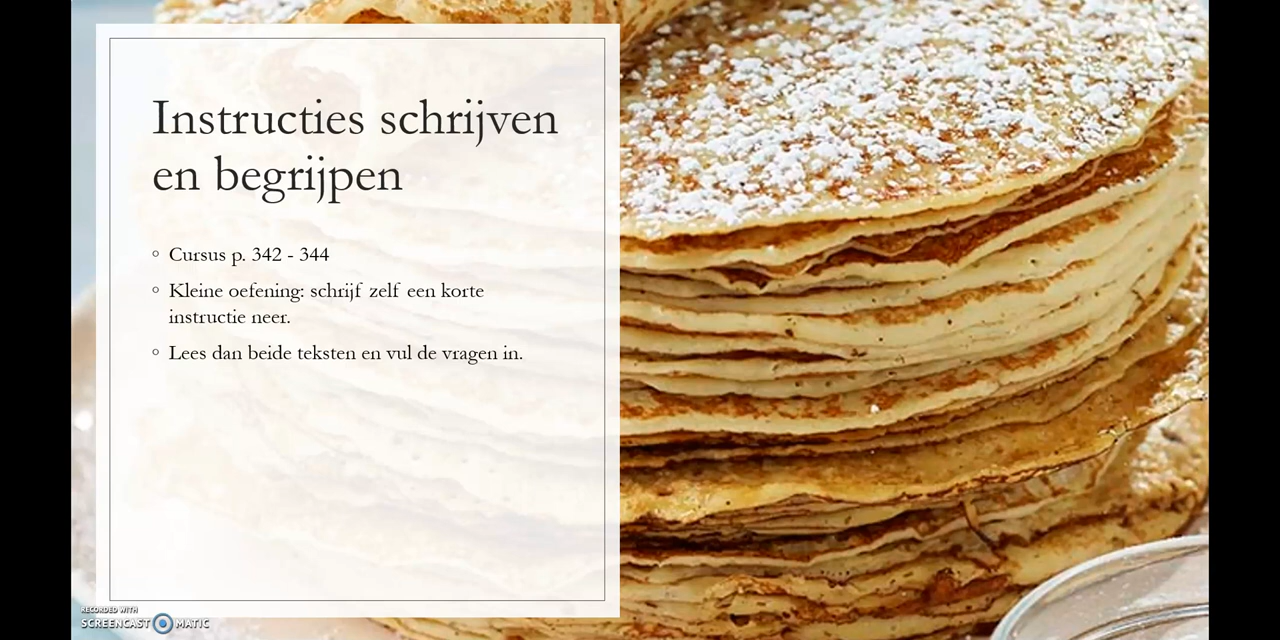 Instructies schrijven
en begrijpen
◦ Cursus p. 342 - 344
◦ Kleine oefening: schrijf zelf een korte
instructie neer.
◦ Lees dan beide teksten en vul de vragen in.
RECORDED WITH
SCREENCAST MATIC